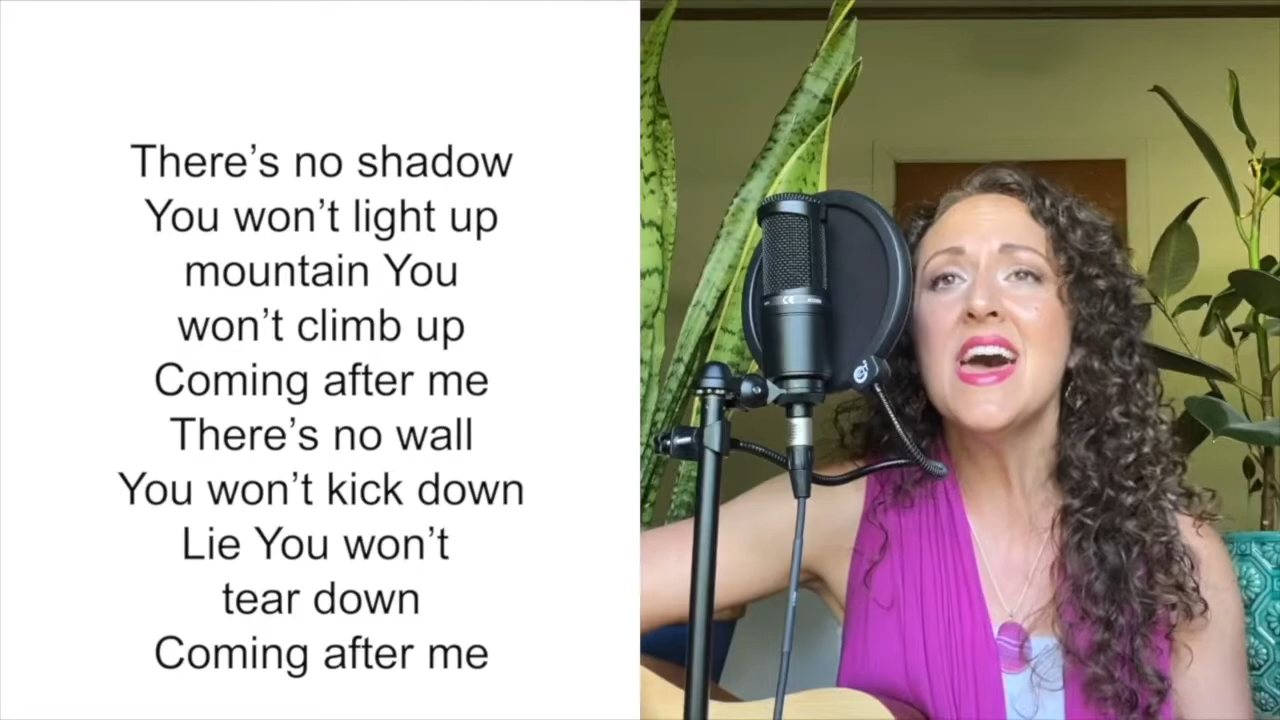 There’s no shadow
You won’t light up
mountain You
won’t climb up
Coming after me
There’s no wall
You won’t kick down
Lie You won’t
tear down
Coming after me
CE